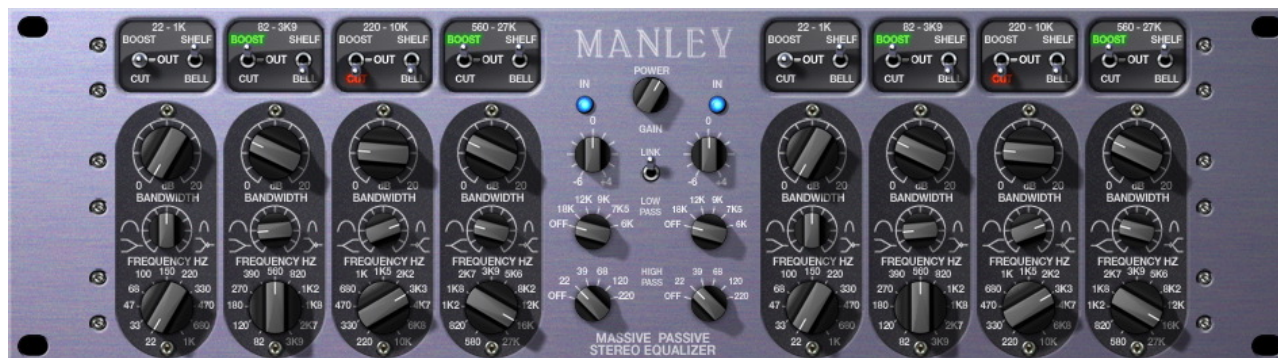 22 - 1K 82 - 3K9 220 - 10K 560 - 27K 22 - 1K 82 - 3K9 220 - 10K 560 - 27K
BOOST SHELF BOOST SHELF BOOST SHELF BOOST SHELF MANLEY BOOST SHELF BOOST SHELF BOOST SHELF BOOST SHELF
OUT OUT OUT OUT OUT OUT OUT OUT
CUT BELL CUT BELL CUT BELL CUT BELL POWER CUT BELL CUT BELL CUT BELL CUT BELL
IN IN
0 GAIN 0
LINK
0 dB 20 0 dB 20 0 dB 20 0 dB 20 -6 +4 -6 +4 0 dB 20 0 dB 20 0 dB 20 0 dB 20
BANDWIDTH BANDWIDTH BANDWIDTH BANDWIDTH LOW PASS BANDWIDTH BANDWIDTH BANDWIDTH BANDWIDTH
12K 9K 12K 9K
18K 7K5 18K 7K5
OFF 6K OFF 6K
FREQUENCY HZ FREQUENCY HZ FREQUENCY HZ FREQUENCY HZ HIGH PASS FREQUENCY HZ FREQUENCY HZ FREQUENCY HZ FREQUENCY HZ
100 150 220 390 560 820 1K 1K5 2K2 2K7 3K9 5K6 39 68 39 68 100 150 220 390 560 820 1K 1K5 2K2 2K7 3K9 5K6
68 330 270 1K2 680 3K3 1K8 8K2 22 120 22 120 68 330 270 1K2 680 3K3 1K8 8K2
47 470 180 1K8 470 4K7 1K2 12K OFF 220 OFF 220 47 470 180 1K8 470 4K7 1K2 12K
33 680 120 2K7 330 6K8 820 16K 33 680 120 2K7 330 6K8 820 16K
22 1K 82 3K9 220 10K 580 27K 22 1K 82 3K9 220 10K 580 27K
MASSIVE PASSIVE
STEREO EQUALIZER